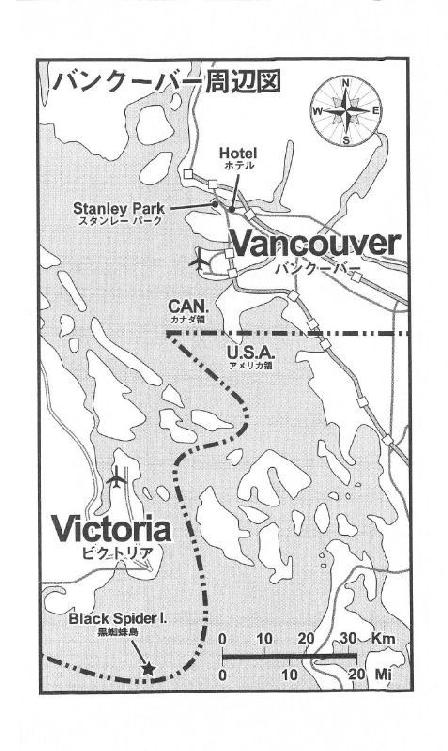 バンクーバー周辺図
N
W E
S
Hotel
ホテル
Stanley Park
スタンレー パーク
Vancouver
バンクーバー
CAN.
カナダ領
U.S.A.
アメリカ領
Victoria
ビクトリア
Black Spider I.
黒蜘蛛島
0 10 20 30 Km
0 10 20 Mi